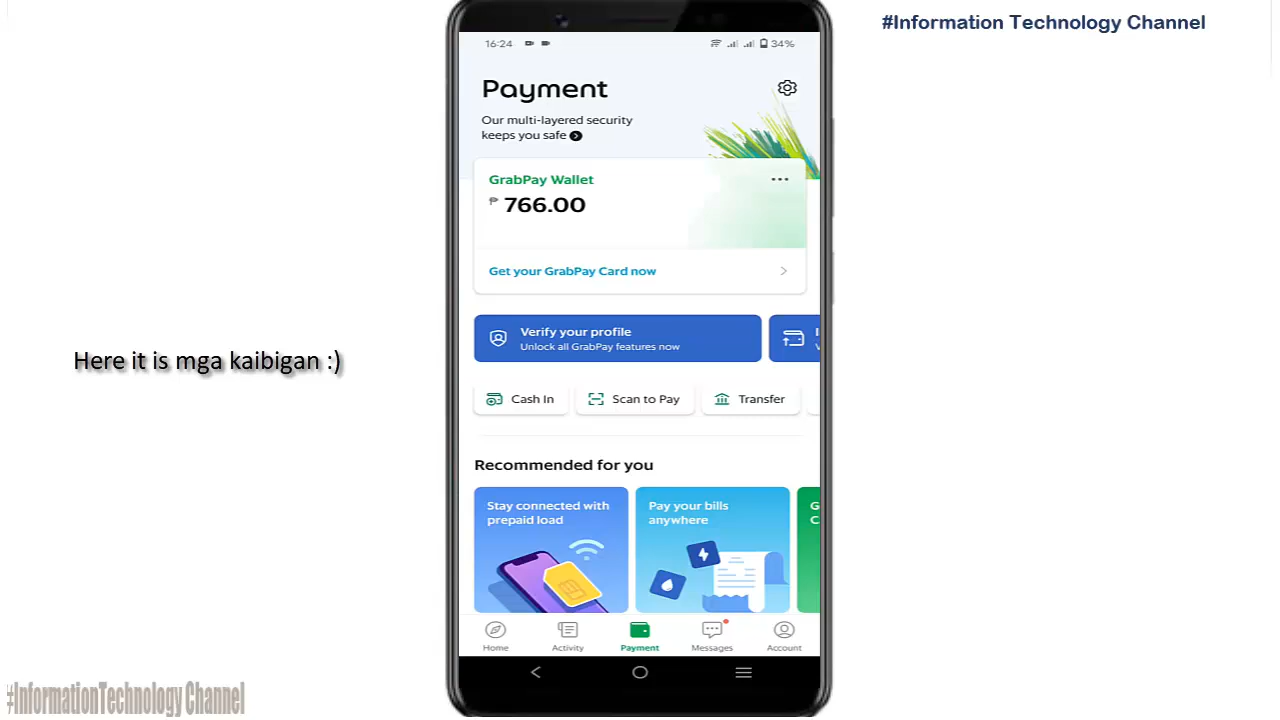 #Information Technology Channel
16:24
34%
Payment
Our multi-layered security
keeps you safe
GrabPay Wallet
₱ 766.00
Get your GrabPay Card now
Verify your profile
Unlock all GrabPay features now
Here it is mga kaibigan :)
Cash In
Scan to Pay
Transfer
Recommended for you
Stay connected with
prepaid load
Pay your bills
anywhere
Home
Activity
Payment
Messages
Account
#InformationTechnology Channel